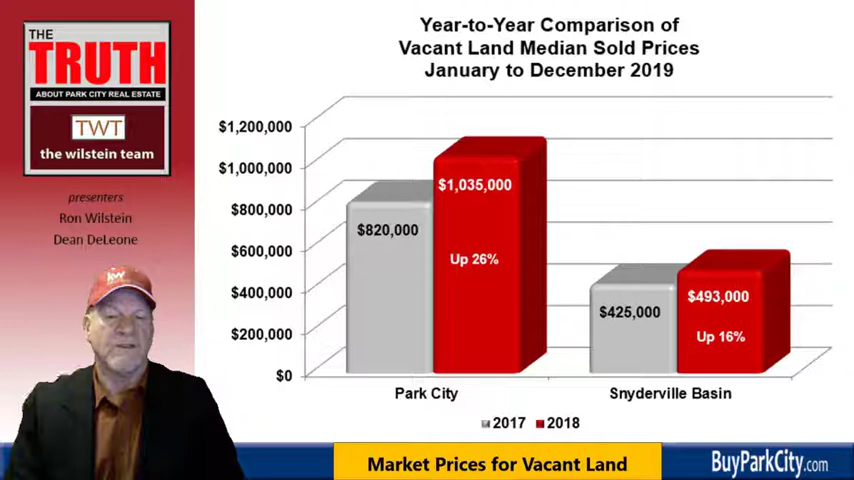 THE
TRUTH
ABOUT PARK CITY REAL ESTATE
TWT
the wilstein team
presenters
Ron Wilstein
Dean DeLeone
kw
Year-to-Year Comparison of
Vacant Land Median Sold Prices
January to December 2019
$1,200,000
$1,000,000
$800,000
$600,000
$400,000
$200,000
$0
$820,000
$1,035,000
Up 26%
$425,000
$493,000
Up 16%
Park City
Snyderville Basin
2017
2018
Market Prices for Vacant Land
BuyParkCity.com